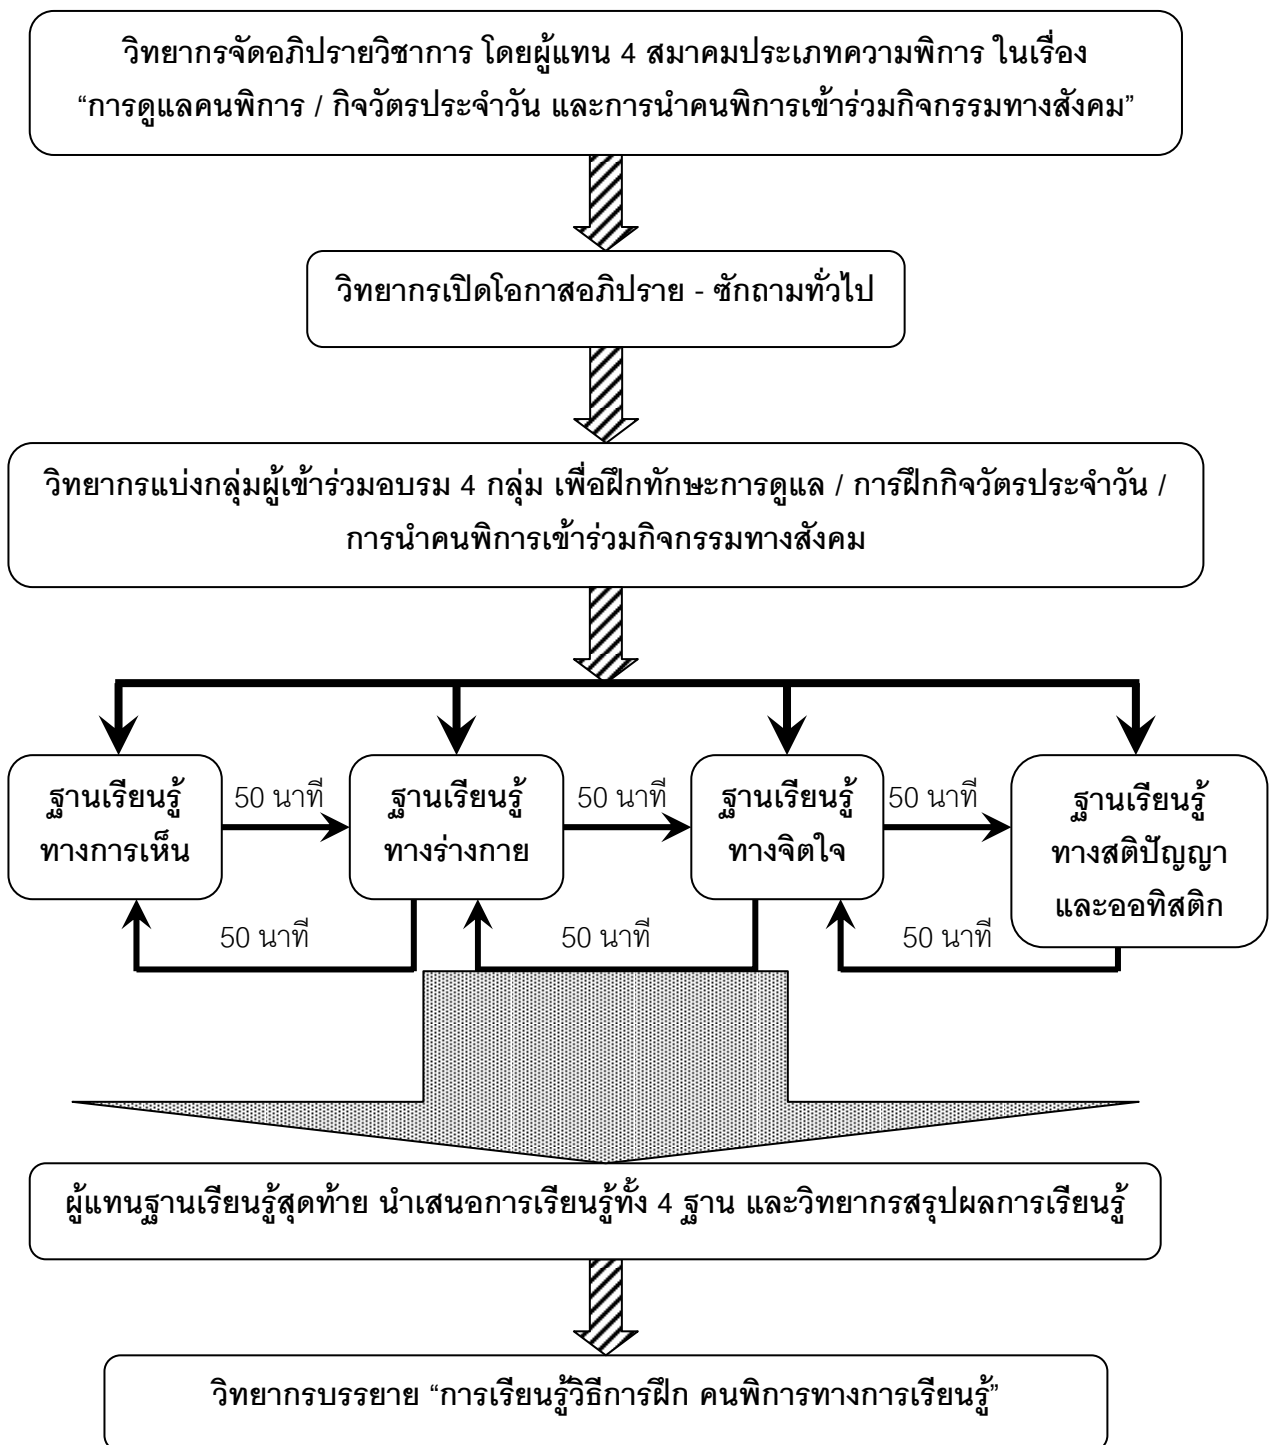 วิทยากรจัดอภิปรายวิชาการ โดยผู้แทน 4 สมาคมประเภทความพิการ ในเรื่อง
“การดูแลคนพิการ / กิจวัตรประจำวัน และการนำคนพิการเข้าร่วมกิจกรรมทางสังคม”
วิทยากรเปิดโอกาสอภิปราย - ซักถามทั่วไป
วิทยากรแบ่งกลุ่มผู้เข้าร่วมอบรม 4 กลุ่ม เพื่อฝึกทักษะการดูแล / การฝึกกิจวัตรประจำวัน /
การนำคนพิการเข้าร่วมกิจกรรมทางสังคม
ฐานเรียนรู้
ทางการเห็น
50 นาที
ฐานเรียนรู้
ทางร่างกาย
50 นาที
ฐานเรียนรู้
ทางจิตใจ
50 นาที
ฐานเรียนรู้
ทางสติปัญญา
และออทิสติก
50 นาที
50 นาที
50 นาที
ผู้แทนฐานเรียนรู้สุดท้าย นำเสนอการเรียนรู้ทั้ง 4 ฐาน และวิทยากรสรุปผลการเรียนรู้
วิทยากรบรรยาย “การเรียนรู้วิธีการฝึก คนพิการทางการเรียนรู้”